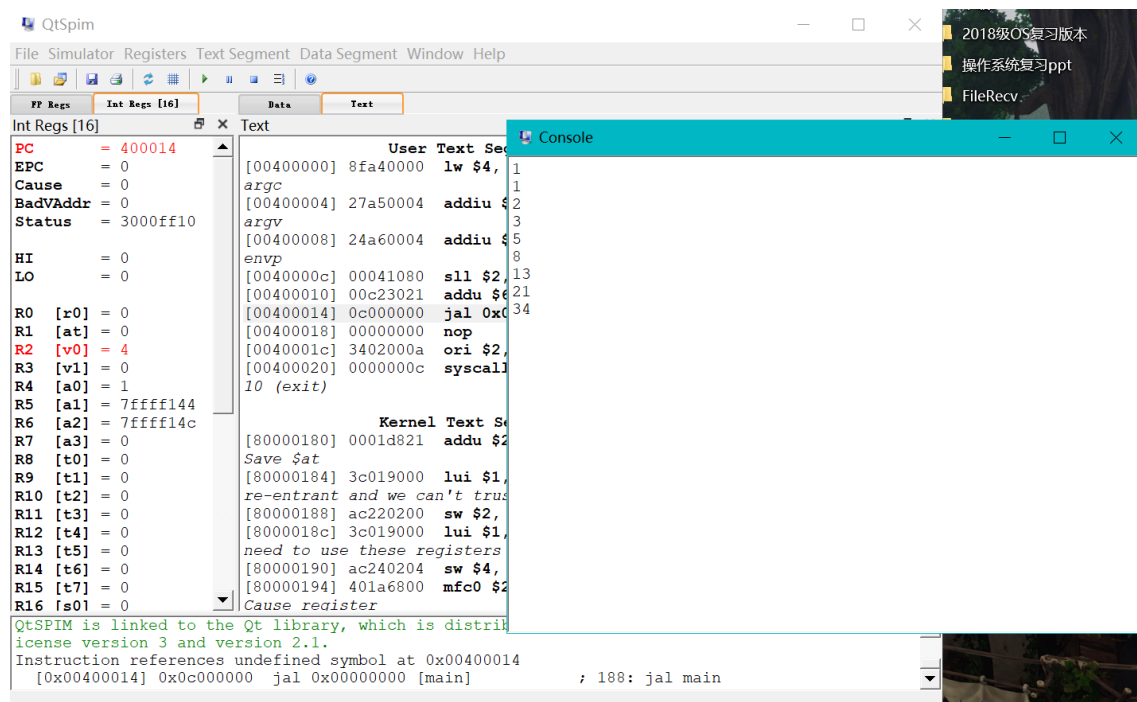 QtSpim
File Simulator Registers Text Segment Data Segment Window Help
FP Regs
Int Regs [16]
Data
Text
Int Regs [16]
PC = 400014
EPC = 0
Cause = 0
BadVAddr = 0
Status = 3000ff10
HI = 0
LO = 0
R0 [r0] = 0
R1 [at] = 0
R2 [v0] = 4
R3 [v1] = 0
R4 [a0] = 1
R5 [a1] = 7ffff144
R6 [a2] = 7ffff14c
R7 [a3] = 0
R8 [t0] = 0
R9 [t1] = 0
R10 [t2] = 0
R11 [t3] = 0
R12 [t4] = 0
R13 [t5] = 0
R14 [t6] = 0
R15 [t7] = 0
R16 [s0] = 0
Text
User Text Se
[00400000] 8fa40000 lw $4,
argc
[00400004] 27a50004 addiu $
argv
[00400008] 24a60004 addiu $
envp
[0040000c] 00041080 sll $2,
[00400010] 00c23021 addu $6
[00400014] 0c000000 jal 0x0
[00400018] 00000000 nop
[0040001c] 3402000a ori $2,
[00400020] 0000000c syscall
10 (exit)
Kernel Text S
[80000180] 0001d821 addu $2
Save $at
[80000184] 3c019000 lui $1,
re-entrant and we can't trus
[80000188] ac220200 sw $2,
[8000018c] 3c019000 lui $1,
need to use these registers
[80000190] ac240204 sw $4,
[80000194] 401a6800 mfc0 $2
Cause register
Console
1
1
2
3
5
8
13
21
34
QtSPIM is linked to the Qt library, which is distrib
icense version 3 and version 2.1.
Instruction references undefined symbol at 0x00400014
[0x00400014] 0x0c000000 jal 0x00000000 [main] ; 188: jal main
2018级OS复习版本
操作系统复习ppt
FileRecv